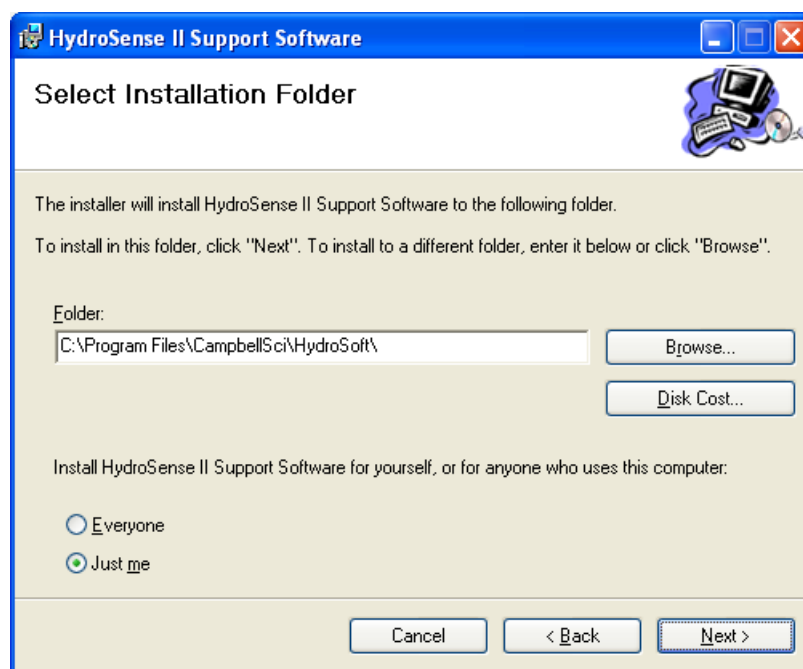 HydroSense II Support Software
Select Installation Folder
The installer will install HydroSense II Support Software to the following folder.
To install in this folder, click "Next". To install to a different folder, enter it below or click "Browse".
Folder:
C:\Program Files\CampbellSci\HydroSoft\
Browse...
Disk Cost...
Install HydroSense II Support Software for yourself, or for anyone who uses this computer:
Everyone
Just me
Cancel
< Back
Next >